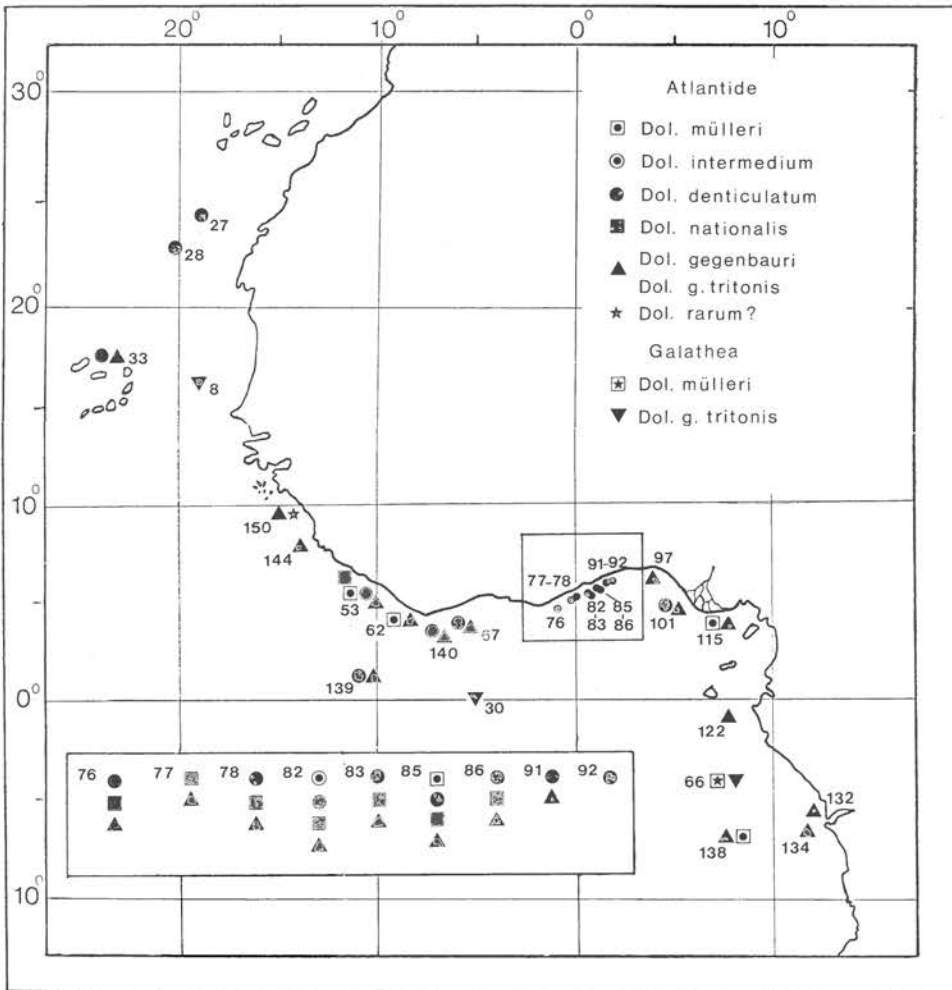 20° 10° 0° 10°
30°
20°
10°
0°
10°
Atlantide
Dol. mülleri
Dol. intermedium
Dol. denticulatum
Dol. nationalis
Dol. gegenbauri
Dol. g. tritonis
Dol. rarum?
Galathea
Dol. mülleri
Dol. g. tritonis
27
28
33
8
150
144
53
62
140
67
139
30
77-78
91-92
97
76
82
85
83
86
101
115
122
66
132
138
134
76 77 78 82 83 85 86 91 92